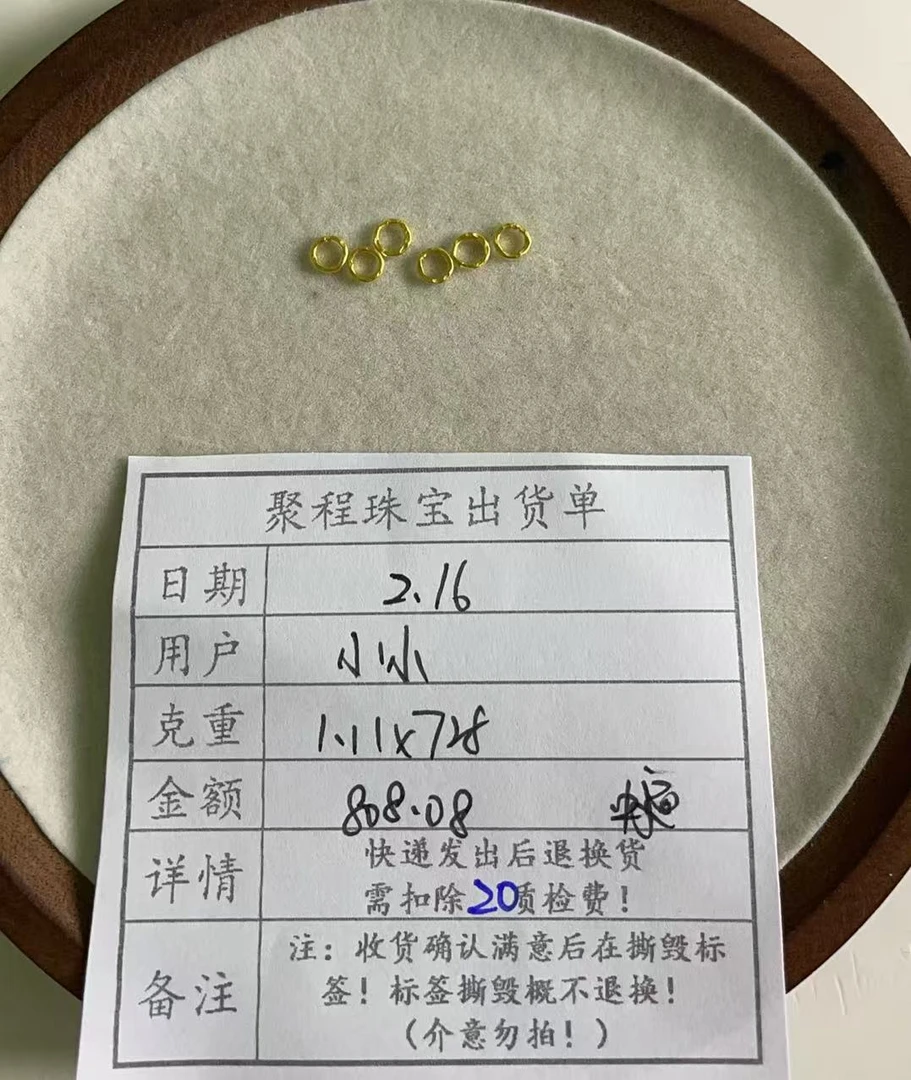 聚程珠宝出货单
日期 2.16
用户 小小
克重 1.11x728
金额 808.08
详情 快递发出后退换货
需扣除20质检费！
备注 注：收货确认满意后在撕毁标
签！标签撕毁概不退换！
（介意勿拍！）